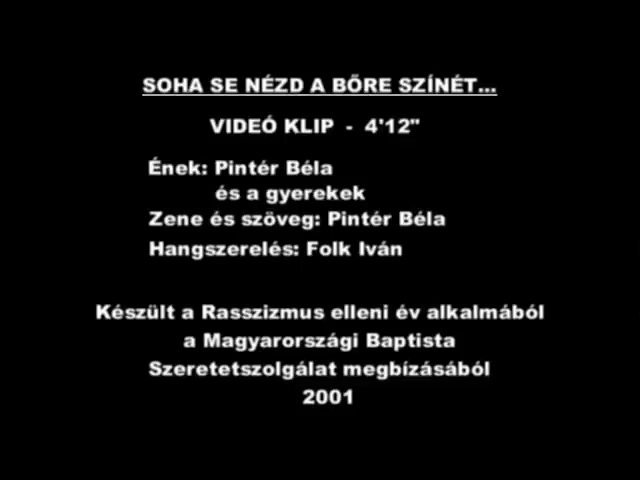 SOHA SE NÉZD A BŐRE SZÍNÉT...
VIDEÓ KLIP - 4'12"
Ének: Pintér Béla
és a gyerekek
Zene és szöveg: Pintér Béla
Hangszerelés: Folk Iván
Készült a Rasszizmus elleni év alkalmából
a Magyarországi Baptista
Szeretetszolgálat megbízásából
2001